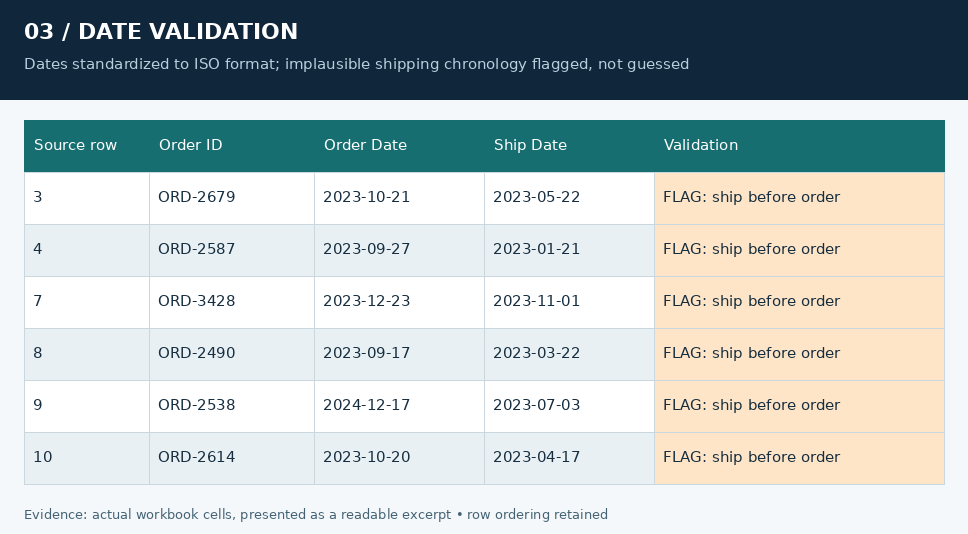 03 / DATE VALIDATION
Dates standardized to ISO format; implausible shipping chronology flagged, not guessed
Source row Order ID Order Date Ship Date Validation
3 ORD-2679 2023-10-21 2023-05-22 FLAG: ship before order
4 ORD-2587 2023-09-27 2023-01-21 FLAG: ship before order
7 ORD-3428 2023-12-23 2023-11-01 FLAG: ship before order
8 ORD-2490 2023-09-17 2023-03-22 FLAG: ship before order
9 ORD-2538 2024-12-17 2023-07-03 FLAG: ship before order
10 ORD-2614 2023-10-20 2023-04-17 FLAG: ship before order
Evidence: actual workbook cells, presented as a readable excerpt • row ordering retained